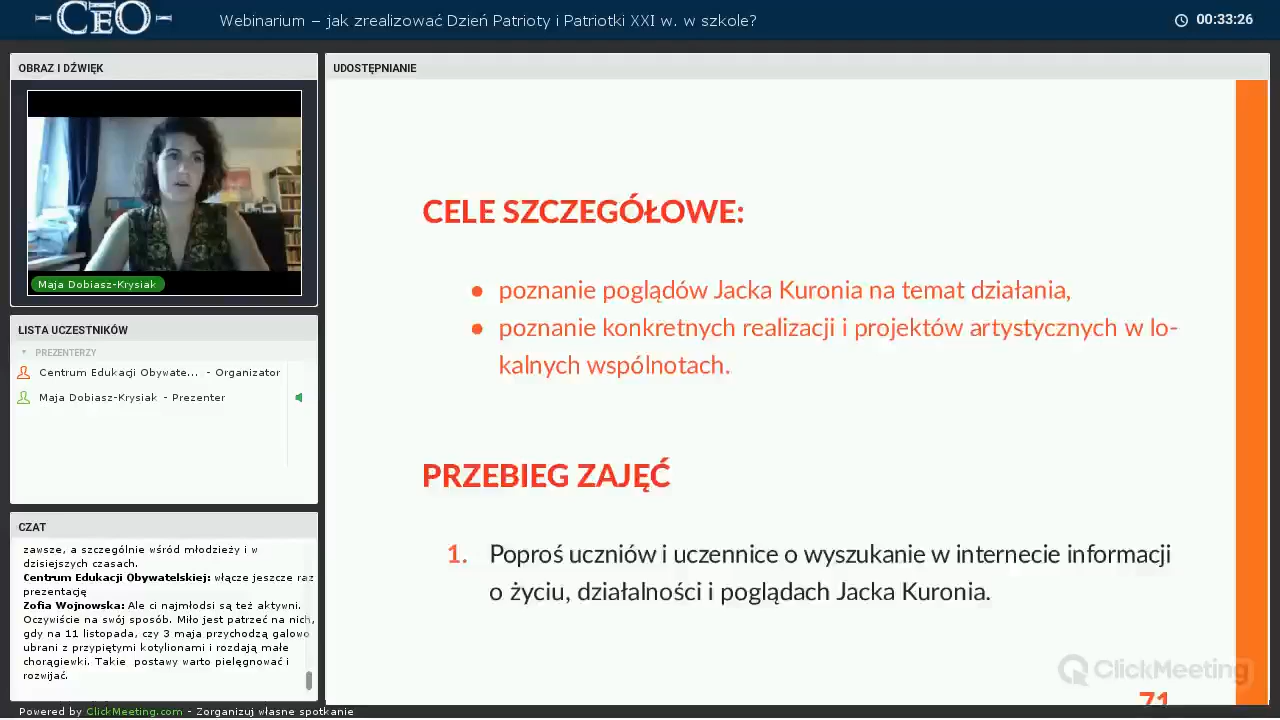 CEO
Webinarium – jak zrealizować Dzień Patrioty i Patriotki XXI w. w szkole?
00:33:26
OBRAZ I DŹWIĘK
Maja Dobiasz-Krysiak
LISTA UCZESTNIKÓW
PREZENTERZY
Centrum Edukacji Obywate... - Organizator
Maja Dobiasz-Krysiak - Prezenter
CZAT
zawsze, a szczególnie wśród młodzieży i w
dzisiejszych czasach.
Centrum Edukacji Obywatelskiej: włącze jeszcze raz
prezentację
Zofia Wojnowska: Ale ci najmłodsi są też aktywni.
Oczywiście na swój sposób. Miło jest patrzeć na nich,
gdy na 11 listopada, czy 3 maja przychodzą galowo
ubrani z przypiętymi kotylionami i rozdają małe
chorągiewki. Takie postawy warto pielęgnować i
rozwijać.
Powered by ClickMeeting.com - Zorganizuj własne spotkanie
UDOSTĘPNIANIE
CELE SZCZEGÓŁOWE:
● poznanie poglądów Jacka Kuronia na temat działania,
● poznanie konkretnych realizacji i projektów artystycznych w lo-
kalnych wspólnotach.
PRZEBIEG ZAJĘĆ
1. Poproś uczniów i uczennice o wyszukanie w internecie informacji
o życiu, działalności i poglądach Jacka Kuronia.
ClickMeeting
71